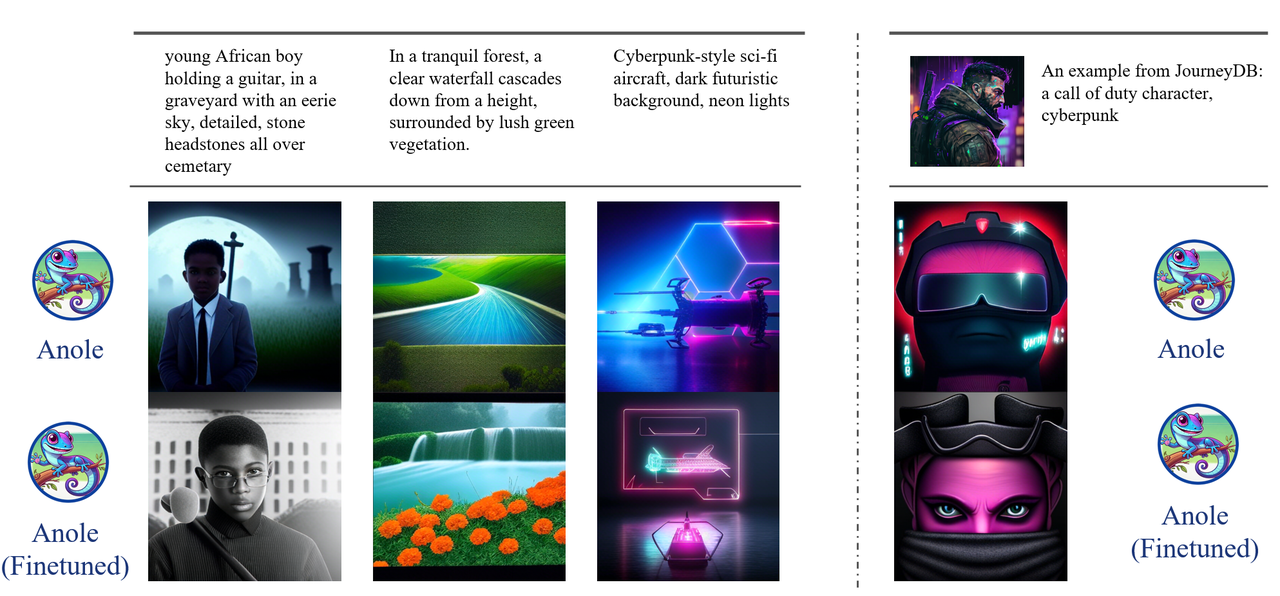 young African boy
holding a guitar, in a
graveyard with an eerie
sky, detailed, stone
headstones all over
cemetary
In a tranquil forest, a
clear waterfall cascades
down from a height,
surrounded by lush green
vegetation.
Cyberpunk-style sci-fi
aircraft, dark futuristic
background, neon lights
An example from JourneyDB:
a call of duty character,
cyberpunk
Anole
Anole
Anole
(Finetuned)
Anole
(Finetuned)